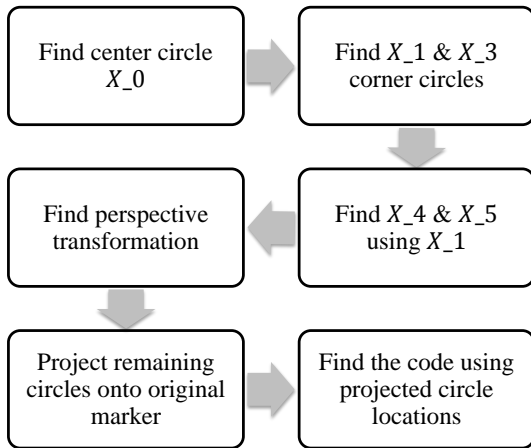 Find center circle
X_0
Find X_1 & X_3
corner circles
Find X_4 & X_5
using X_1
Find perspective
transformation
Project remaining
circles onto original
marker
Find the code using
projected circle
locations